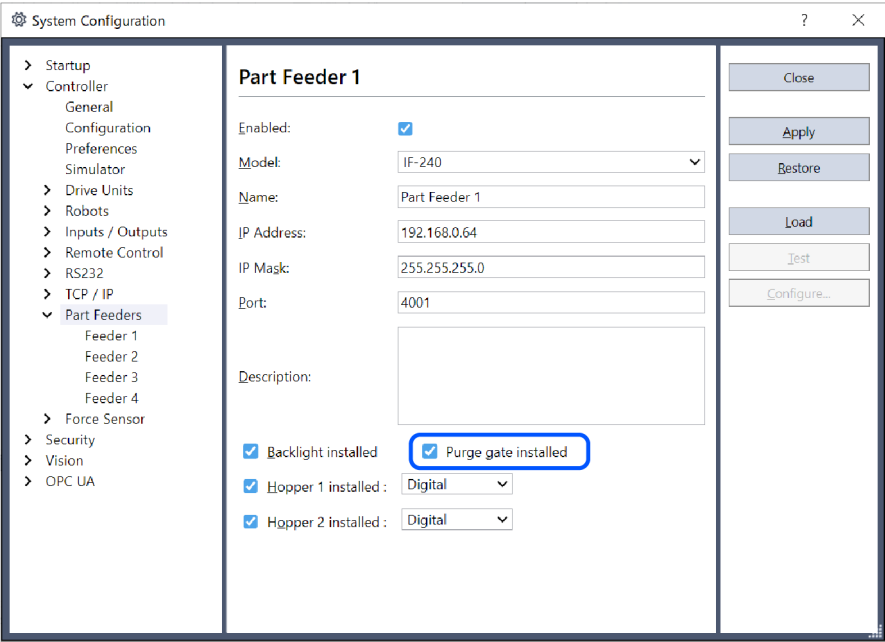 System Configuration
?
Startup
Controller
General
Configuration
Preferences
Simulator
Drive Units
Robots
Inputs / Outputs
Remote Control
RS232
TCP / IP
Part Feeders
Feeder 1
Feeder 2
Feeder 3
Feeder 4
Force Sensor
Security
Vision
OPC UA
Part Feeder 1
Enabled:
Model: IF-240
Name: Part Feeder 1
IP Address: 192.168.0.64
IP Mask: 255.255.255.0
Port: 4001
Description:
Backlight installed Purge gate installed
Hopper 1 installed : Digital
Hopper 2 installed : Digital
Close
Apply
Restore
Load
Test
Configure...